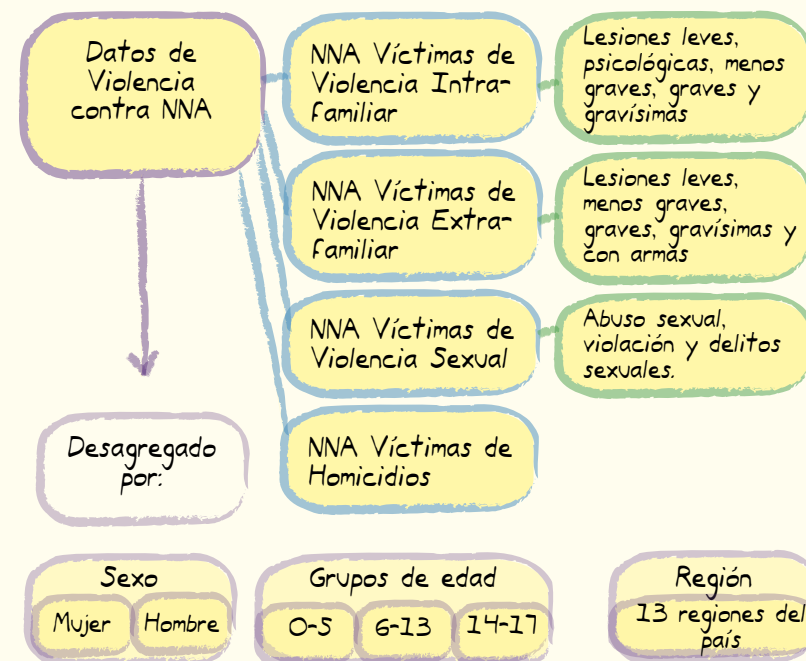 Datos de
Violencia
contra NNA
NNA Víctimas de
Violencia Intra-
familiar
Lesiones leves,
psicológicas, menos
graves, graves y
gravísimas
NNA Víctimas de
Violencia Extra-
familiar
Lesiones leves,
menos graves,
graves, gravísimas y
con armas
NNA Víctimas de
Violencia Sexual
Abuso sexual,
violación y delitos
sexuales.
NNA Víctimas de
Homicidios
Desagregado
por:
Sexo
Mujer
Hombre
Grupos de edad
0-5
6-13
14-17
Región
13 regiones del
país